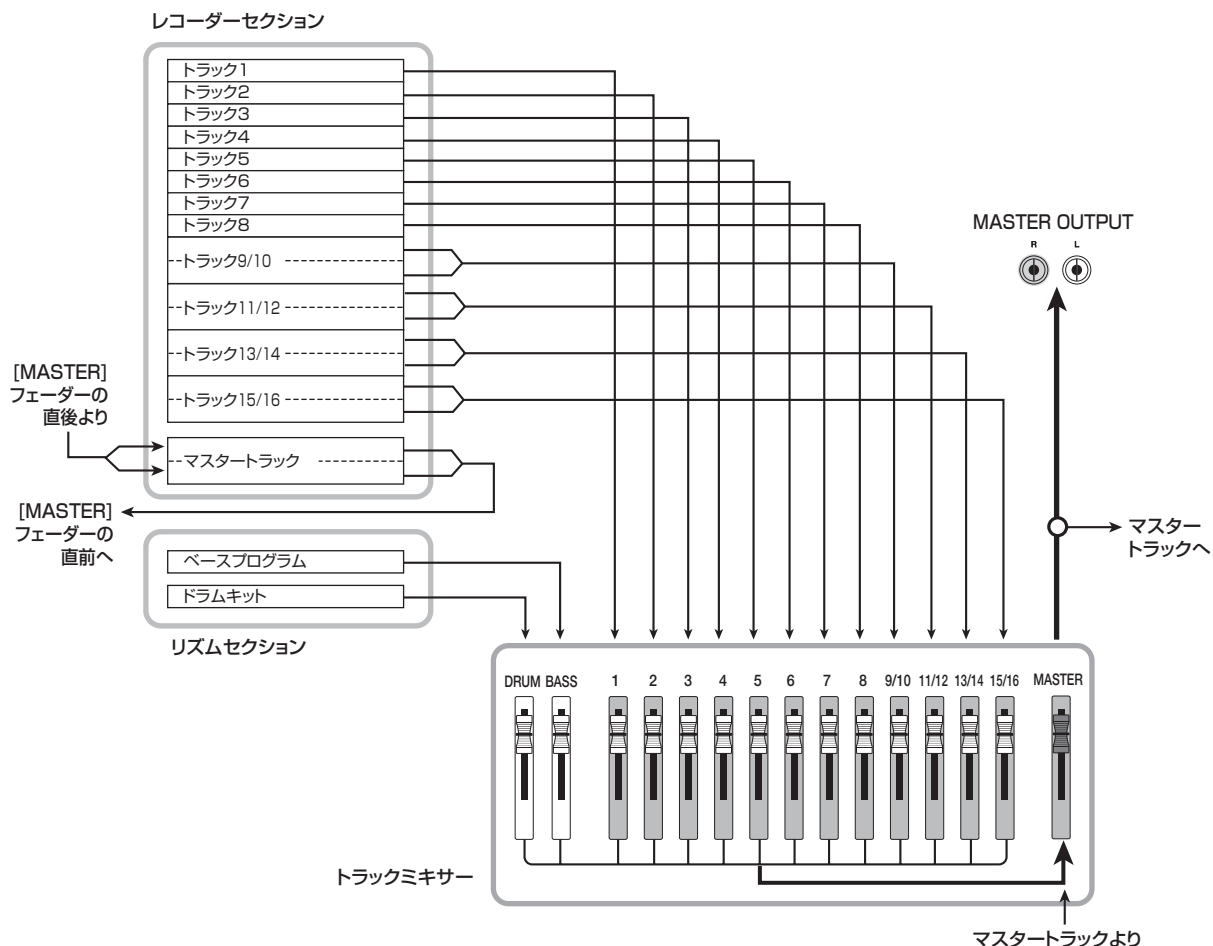 レコーダーセクション
トラック1
トラック2
トラック3
トラック4
トラック5
トラック6
トラック7
トラック8
トラック9/10
トラック11/12
トラック13/14
トラック15/16
マスタートラック
[MASTER]
フェーダーの
直後より
[MASTER]
フェーダーの
直前へ
ベースプログラム
ドラムキット
リズムセクション
MASTER OUTPUT
R L
マスター
トラックへ
DRUM BASS 1 2 3 4 5 6 7 8 9/10 11/12 13/14 15/16 MASTER
トラックミキサー
マスタートラックより